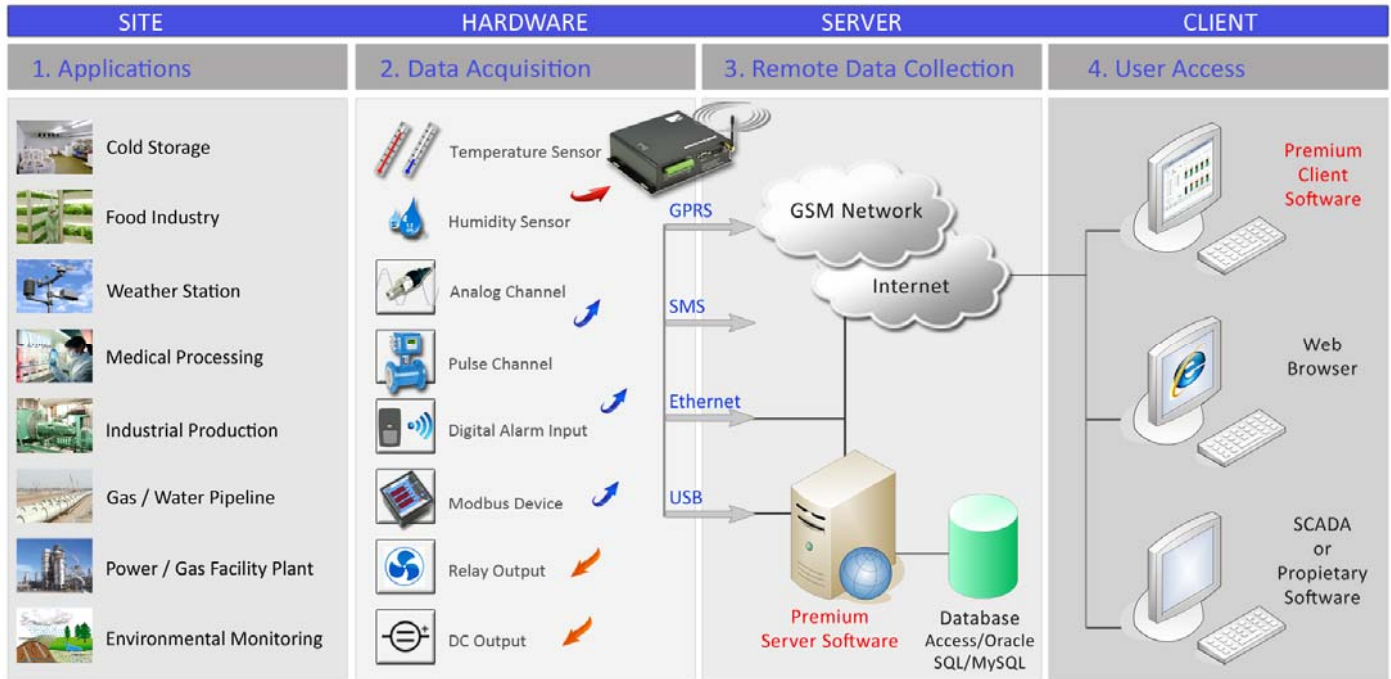 SITE
HARDWARE
SERVER
CLIENT
1. Applications
2. Data Acquisition
3. Remote Data Collection
4. User Access
Cold Storage
Food Industry
Weather Station
Medical Processing
Industrial Production
Gas / Water Pipeline
Power / Gas Facility Plant
Environmental Monitoring
Temperature Sensor
Humidity Sensor
Analog Channel
Pulse Channel
Digital Alarm Input
Modbus Device
Relay Output
DC Output
GPRS
SMS
Ethernet
USB
GSM Network
Internet
Premium
Server Software
Database
Access/Oracle
SQL/MySQL
Premium
Client
Software
Web
Browser
SCADA
or
Propietary
Software